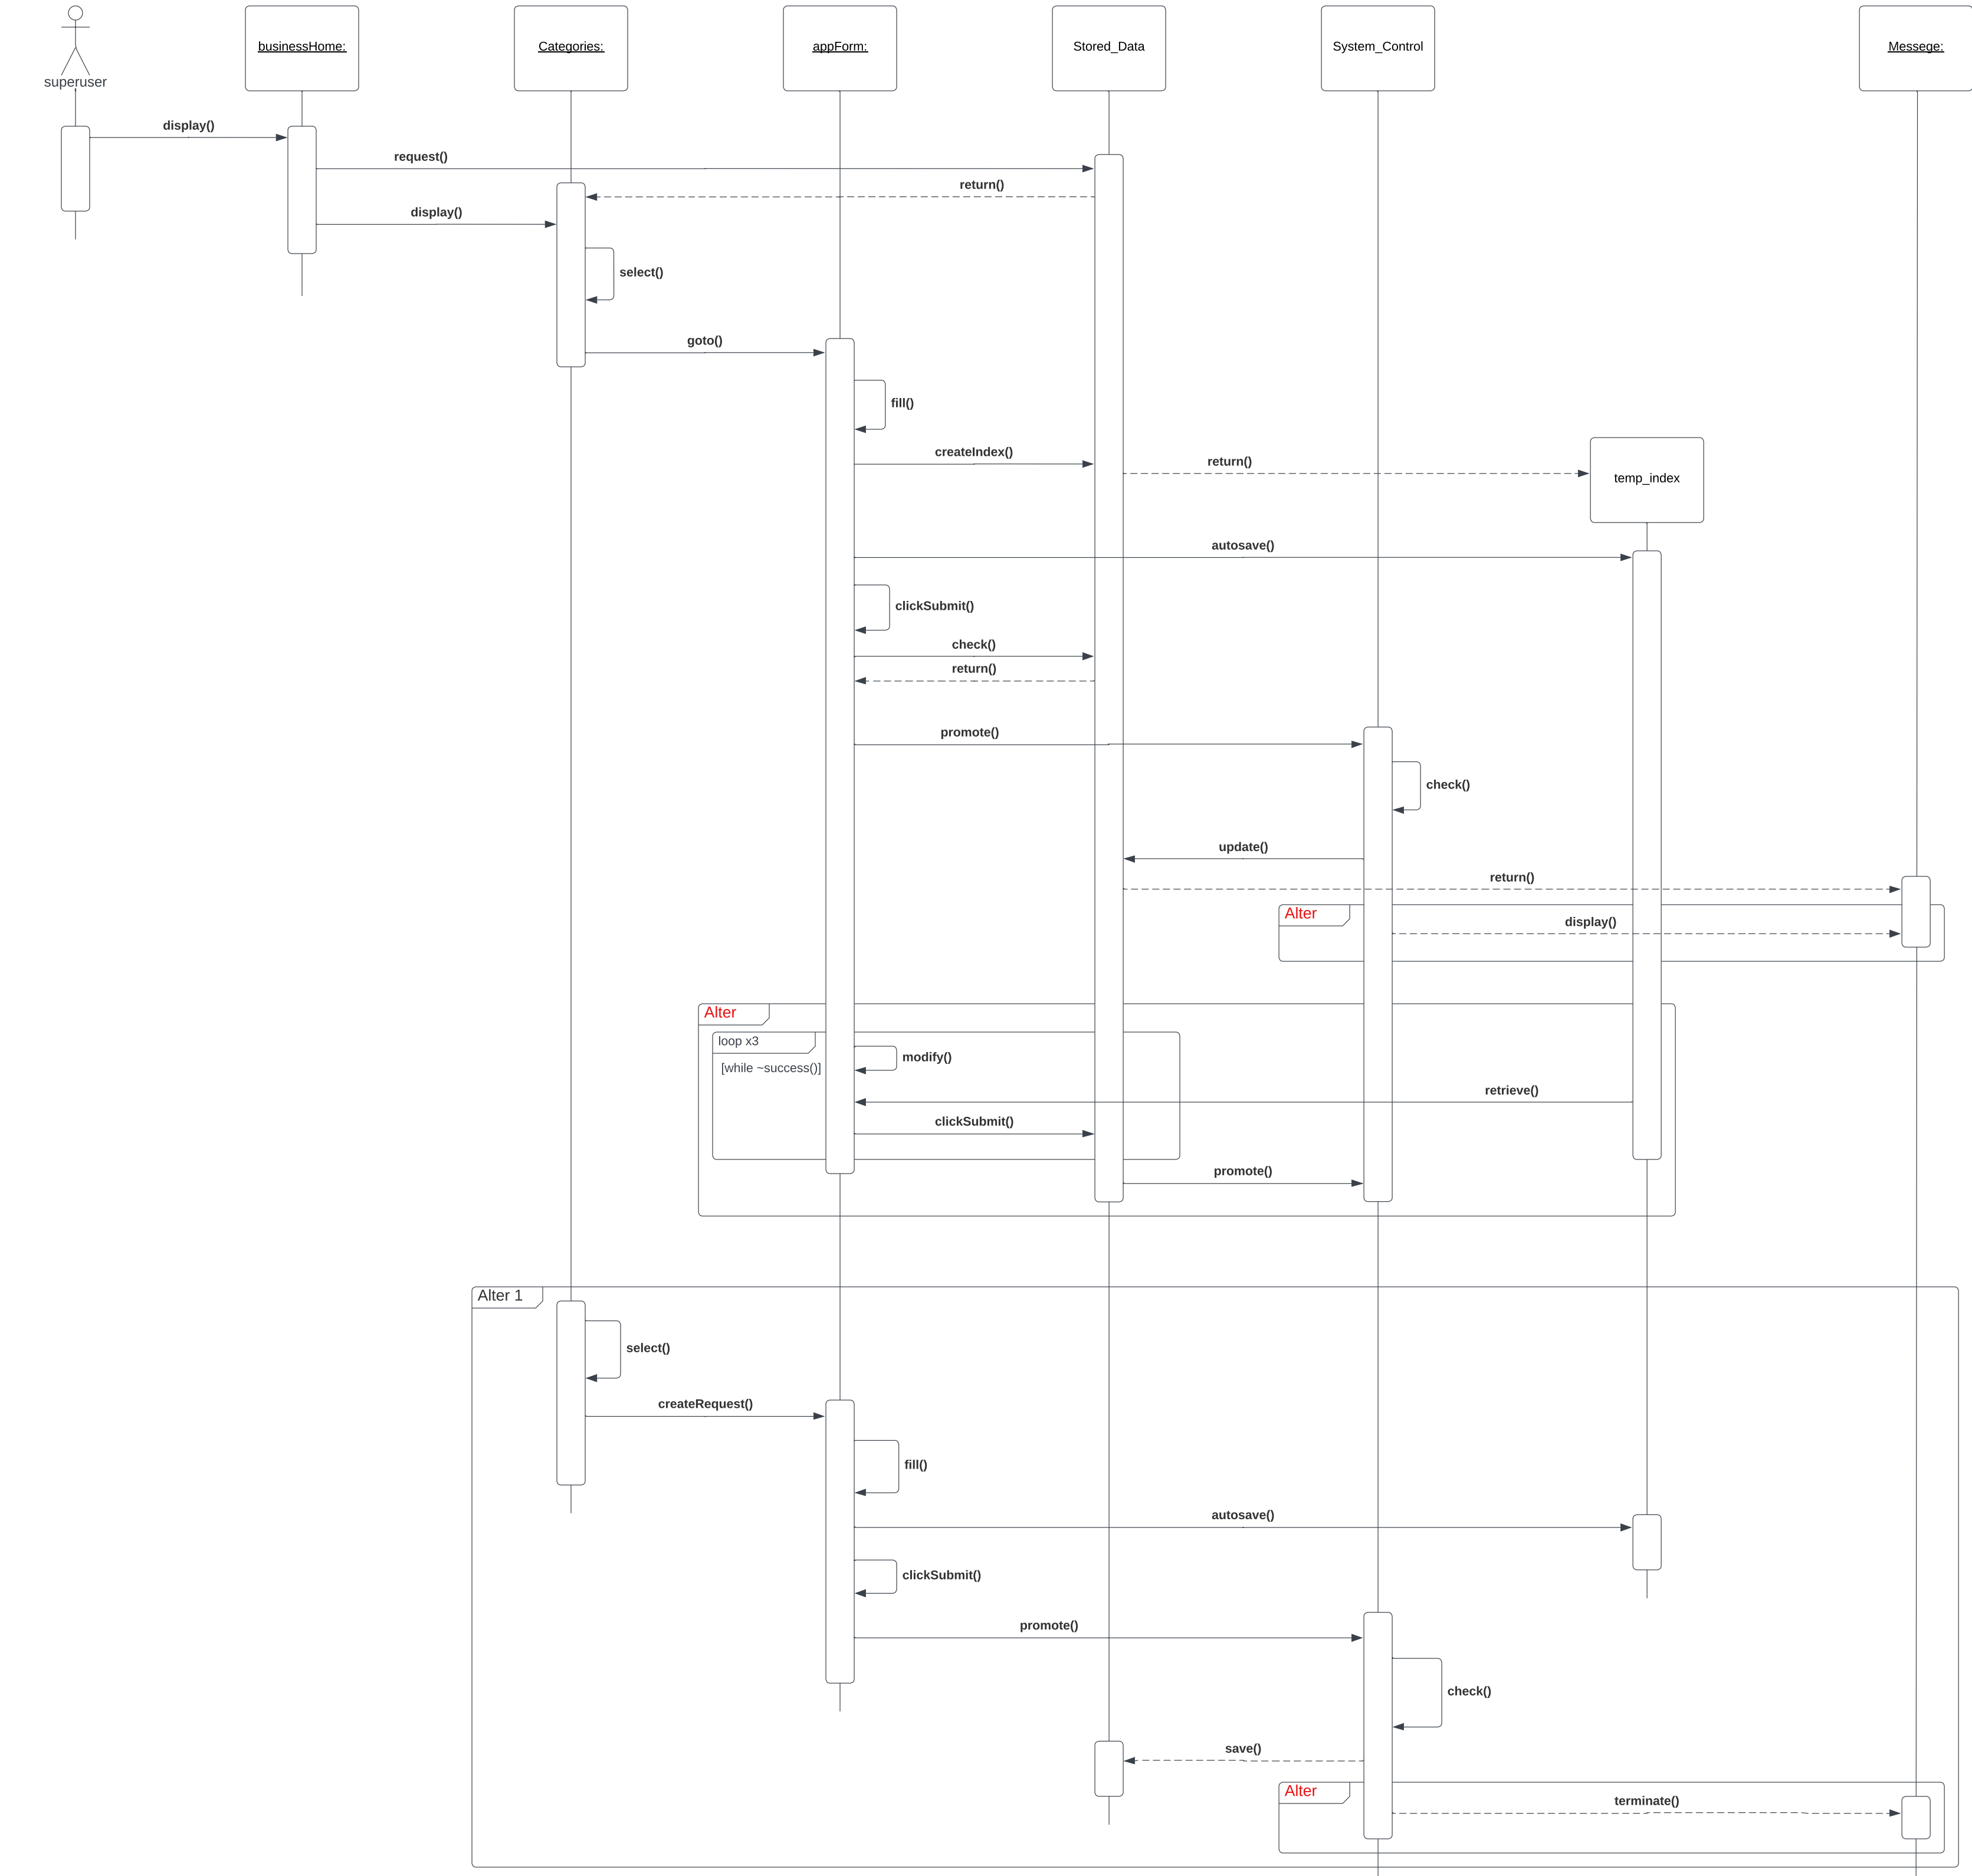 superuser
businessHome:
Categories:
appForm:
Stored_Data
System_Control
Messege:
display()
request()
return()
display()
select()
goto()
fill()
createIndex()
return()
temp_index
autosave()
clickSubmit()
check()
return()
promote()
check()
update()
return()
Alter
display()
Alter
loop x3
modify()
[while ~success()]
retrieve()
clickSubmit()
promote()
Alter 1
select()
createRequest()
fill()
autosave()
clickSubmit()
promote()
check()
save()
Alter
terminate()